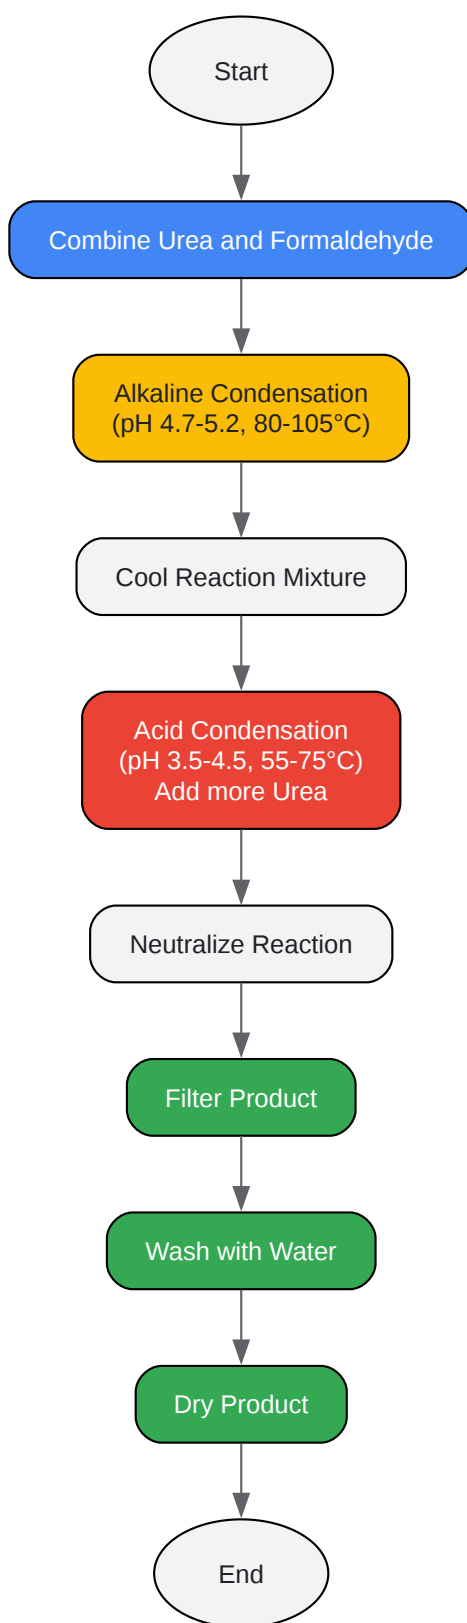 Start
Combine Urea and Formaldehyde
Alkaline Condensation
(pH 4.7-5.2, 80-105°C)
Cool Reaction Mixture
Acid Condensation
(pH 3.5-4.5, 55-75°C)
Add more Urea
Neutralize Reaction
Filter Product
Wash with Water
Dry Product
End